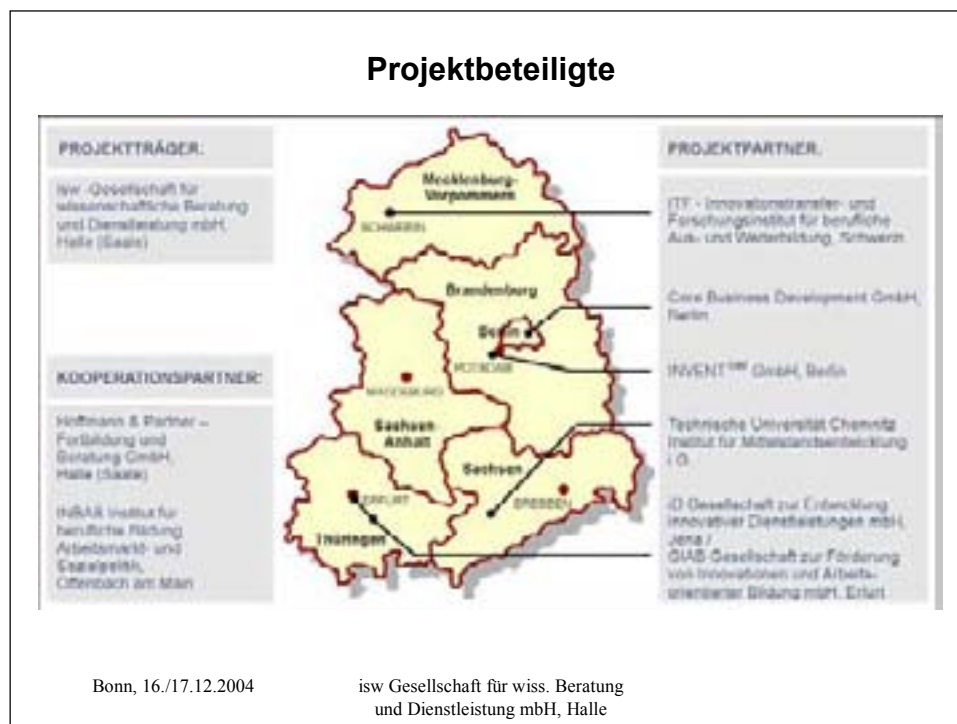 Projektbeteiligte
PROJEKTTRÄGER:
isw -Gesellschaft für
wissenschaftliche Beratung
und Dienstleistung mbH,
Halle (Saale)
KOOPERATIONSPARTNER:
Hoffmann & Partner –
Fortbildung und
Beratung GmbH,
Halle (Saale)
INBAS Institut für
berufliche Bildung
Arbeitsmarkt- und
Sozialpolitik,
Offenbach am Main
Mecklenburg-
Vorpommern
SCHWERIN
Brandenburg
Berlin
POTSDAM
MAGDEBURG
Sachsen-
Anhalt
Sachsen
DRESDEN
ERFURT
Thüringen
PROJEKTPARTNER:
ITF - Innovationstransfer- und
Forschungsinstitut für berufliche
Aus- und Weiterbildung, Schwerin
Core Business Development GmbH,
Berlin
INVENT GmbH, Berlin
Technische Universität Chemnitz
Institut für Mittelstandsentwicklung
i.G.
iD Gesellschaft zur Entwicklung
innovativer Dienstleistungen mbH,
Jena /
GIAB Gesellschaft zur Förderung
von Innovationen und Arbeits-
orientierter Bildung mbH, Erfurt
Bonn, 16./17.12.2004
isw Gesellschaft für wiss. Beratung
und Dienstleistung mbH, Halle